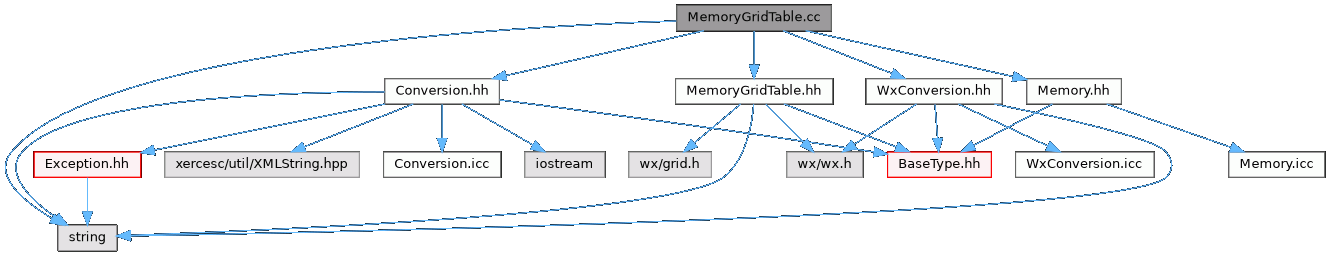 MemoryGridTable.cc
Conversion.hh
MemoryGridTable.hh
WxConversion.hh
Memory.hh
Exception.hh
xercesc/util/XMLString.hpp
Conversion.icc
iostream
wx/grid.h
wx/wx.h
BaseType.hh
WxConversion.icc
Memory.icc
string